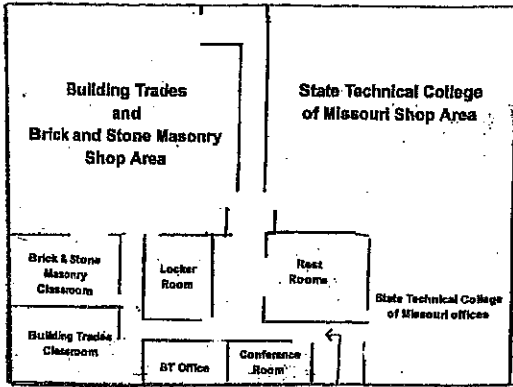 Building Trades
and
Brick and Stone Masonry
Shop Area
State Technical College
of Missouri Shop Area
Brick & Stone
Masonry
Classroom
Locker
Room
Rest
Rooms
State Technical College
of Missouri offices
Building Trades
Classroom
BT Office
Conference
Room